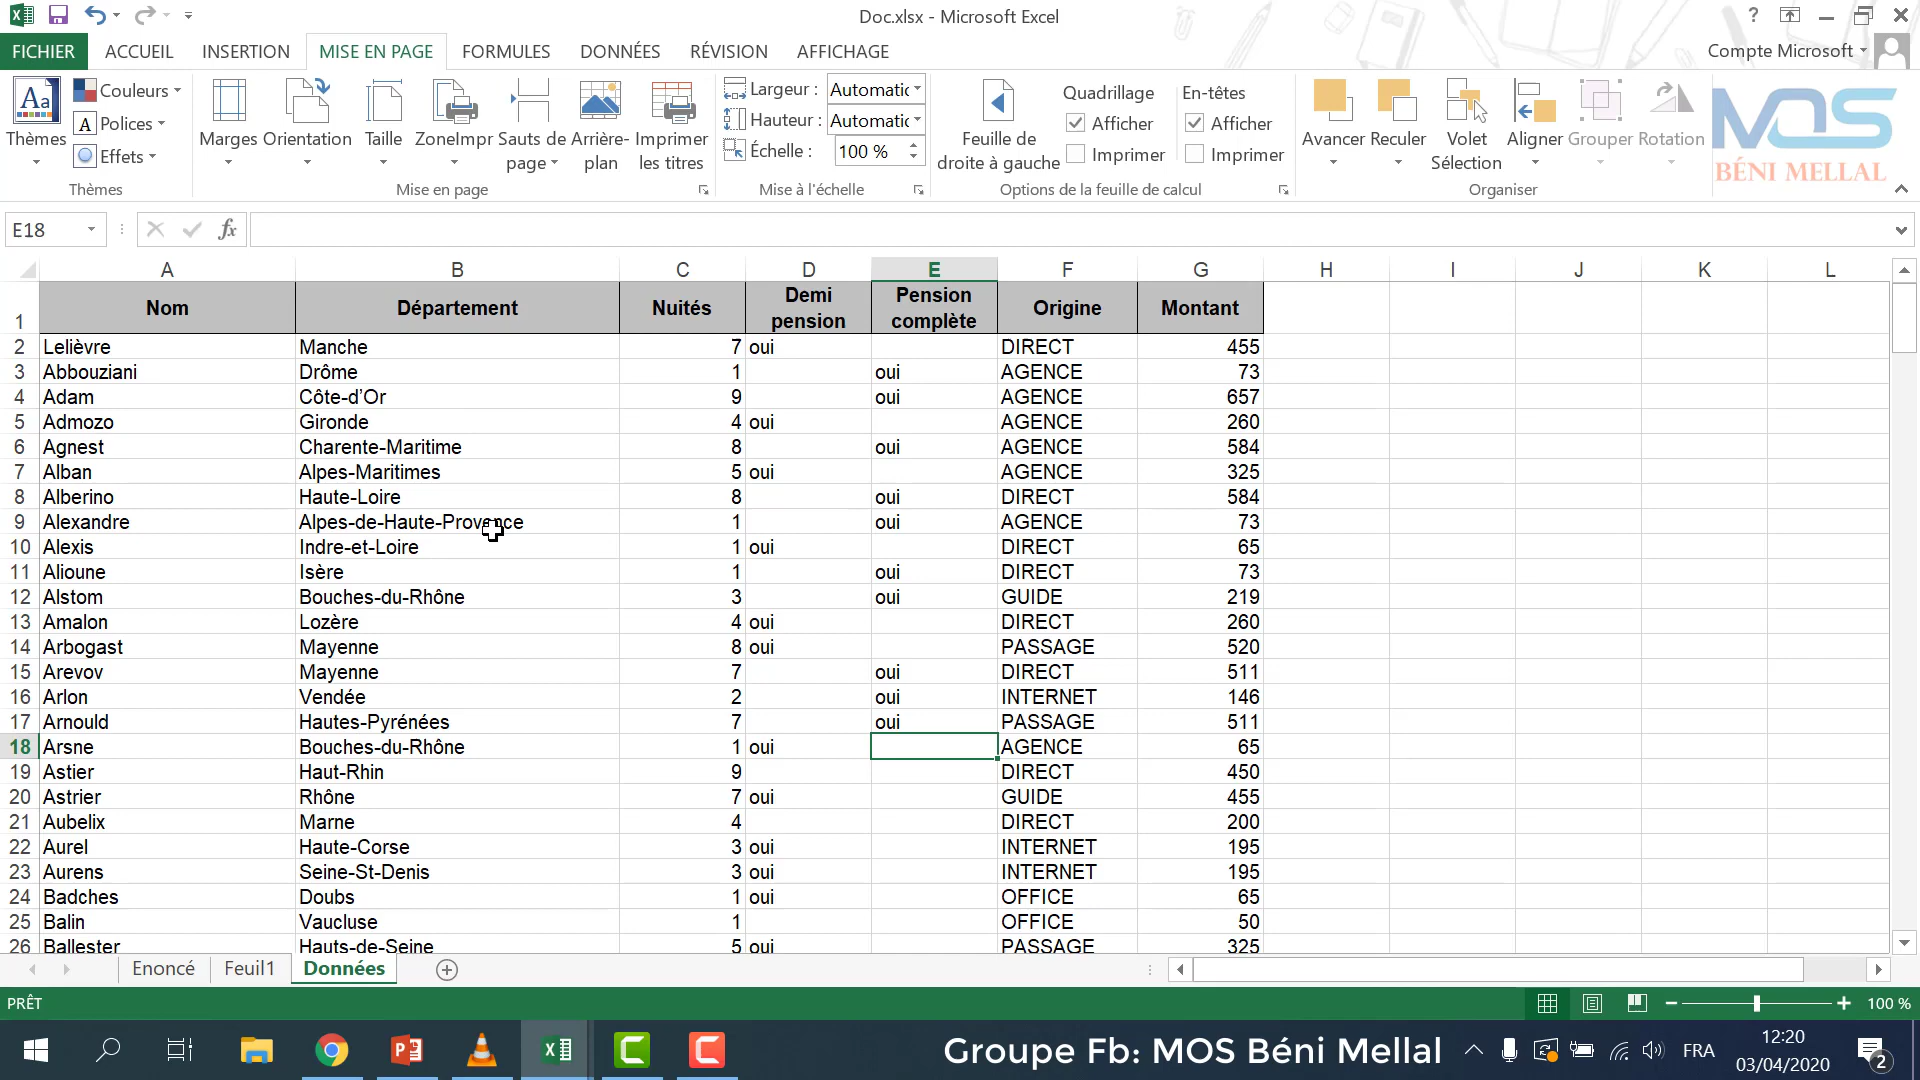 Doc.xlsx - Microsoft Excel
?
FICHIER ACCUEIL INSERTION MISE EN PAGE FORMULES DONNÉES RÉVISION AFFICHAGE
Compte Microsoft
Thèmes
Couleurs
Polices
Effets
Thèmes
Marges
Orientation
Taille
ZoneImpr
Sauts de
page
Arrière-
plan
Imprimer
les titres
Mise en page
Largeur : Automatic
Hauteur : Automatic
Échelle : 100 %
Mise à l'échelle
Feuille de
droite à gauche
Quadrillage
Afficher
Imprimer
En-têtes
Afficher
Imprimer
Options de la feuille de calcul
Avancer
Reculer
Volet
Sélection
Aligner
Grouper
Rotation
Organiser
MOS
BÉNI MELLAL
E18
fx
A B C D E F G H I J K L
1 Nom Département Nuités Demi pension Pension complète Origine Montant
2 Lelièvre Manche 7 oui DIRECT 455
3 Abbouziani Drôme 1 oui AGENCE 73
4 Adam Côte-d’Or 9 oui AGENCE 657
5 Admozo Gironde 4 oui AGENCE 260
6 Agnest Charente-Maritime 8 oui AGENCE 584
7 Alban Alpes-Maritimes 5 oui AGENCE 325
8 Alberino Haute-Loire 8 oui DIRECT 584
9 Alexandre Alpes-de-Haute-Provence 1 oui AGENCE 73
10 Alexis Indre-et-Loire 1 oui DIRECT 65
11 Alioune Isère 1 oui DIRECT 73
12 Alstom Bouches-du-Rhône 3 oui GUIDE 219
13 Amalon Lozère 4 oui DIRECT 260
14 Arbogast Mayenne 8 oui PASSAGE 520
15 Arevov Mayenne 7 oui DIRECT 511
16 Arlon Vendée 2 oui INTERNET 146
17 Arnould Hautes-Pyrénées 7 oui PASSAGE 511
18 Arsne Bouches-du-Rhône 1 oui AGENCE 65
19 Astier Haut-Rhin 9 DIRECT 450
20 Astrier Rhône 7 oui GUIDE 455
21 Aubelix Marne 4 DIRECT 200
22 Aurel Haute-Corse 3 oui INTERNET 195
23 Aurens Seine-St-Denis 3 oui INTERNET 195
24 Badches Doubs 1 oui OFFICE 65
25 Balin Vaucluse 1 OFFICE 50
26 Ballester Hauts-de-Seine 5 oui PASSAGE 325
Enoncé Feuil1 Données
PRÊT
100 %
Groupe Fb: MOS Béni Mellal
FRA
12:20
03/04/2020
2